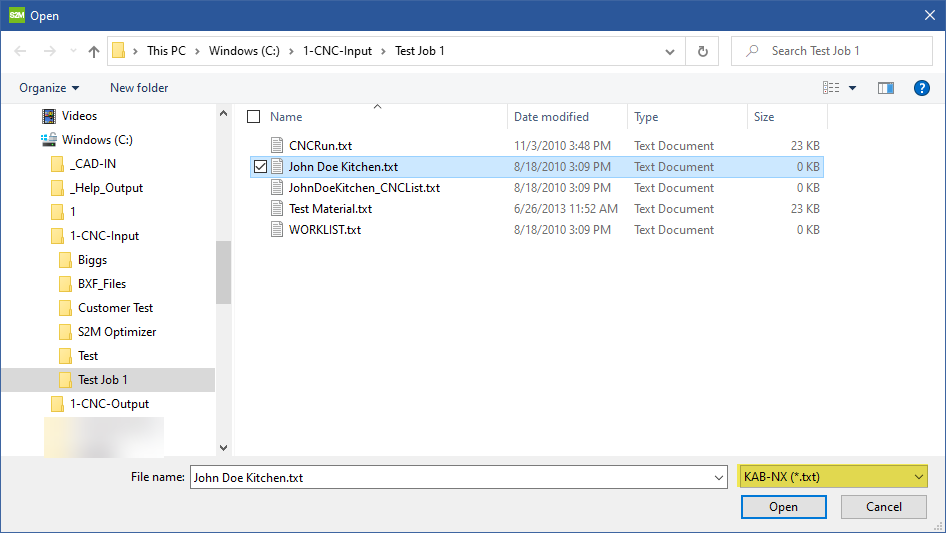 S2M Open
This PC Windows (C:) 1-CNC-Input Test Job 1 Search Test Job 1
Organize New folder ?
Videos
Windows (C:)
_CAD-IN
_Help_Output
1
1-CNC-Input
Biggs
BXF_Files
Customer Test
S2M Optimizer
Test
Test Job 1
1-CNC-Output
Name Date modified Type Size
CNCRun.txt 11/3/2010 3:48 PM Text Document 23 KB
John Doe Kitchen.txt 8/18/2010 3:09 PM Text Document 0 KB
JohnDoeKitchen_CNCList.txt 8/18/2010 3:09 PM Text Document 0 KB
Test Material.txt 6/26/2013 11:52 AM Text Document 23 KB
WORKLIST.txt 8/18/2010 3:09 PM Text Document 0 KB
File name: John Doe Kitchen.txt KAB-NX (*.txt)
Open Cancel